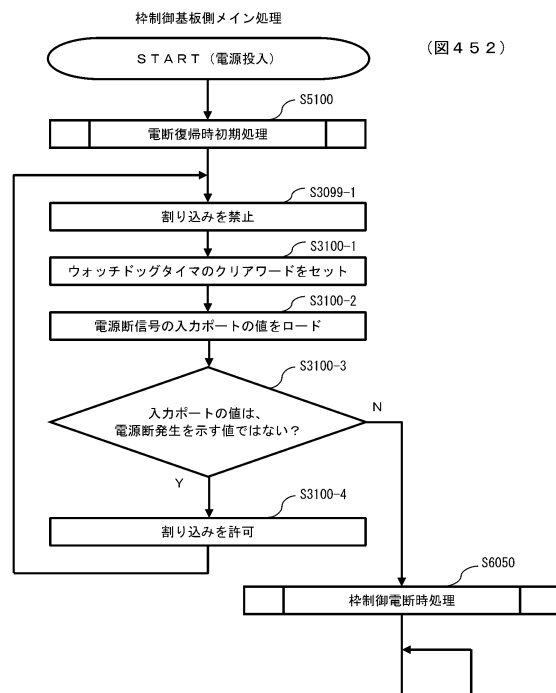 枠制御基板側メイン処理
START(電源投入)
(図452)
S5100
電断復帰時初期処理
S3099-1
割り込みを禁止
S3100-1
ウォッチドッグタイマのクリアワードをセット
S3100-2
電源断信号の入力ポートの値をロード
S3100-3
入力ポートの値は、
電源断発生を示す値ではない?
N
Y
S3100-4
割り込みを許可
S6050
枠制御電断時処理